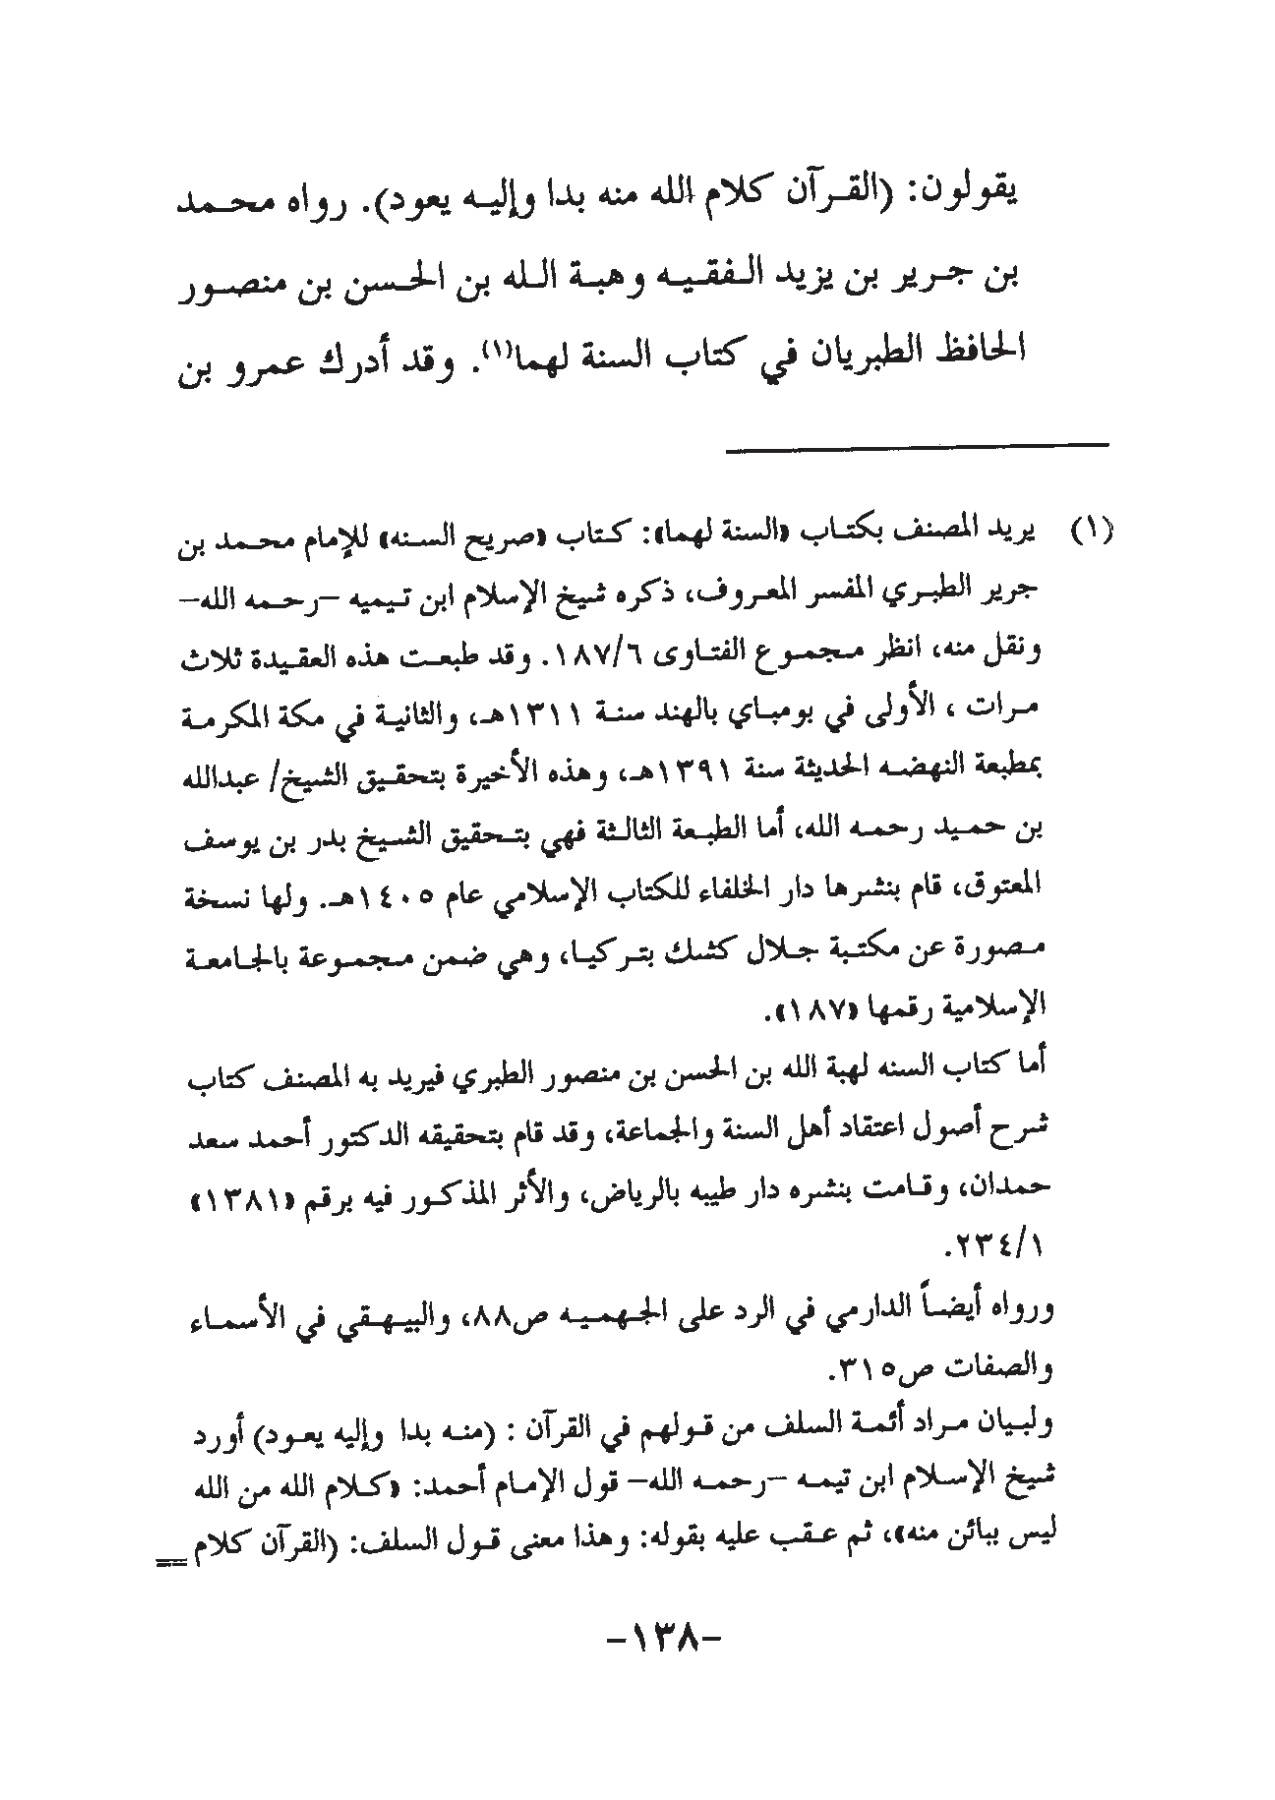 يقولون: (القرآن كلام الله منه بدا وإليه يعود). رواه محمد
بن جرير بن يزيد الفقيه وهبة الله بن الحسن بن منصور
الحافظ الطبريان في كتاب السنة لهما(١). وقد أدرك عمرو بن
(١) يريد المصنف بكتاب «السنة لهما»: كتاب «صريح السنه» للإمام محمد بن
جرير الطبري المفسر المعروف، ذكره شيخ الإسلام ابن تيميه -رحمه الله-
ونقل منه، انظر مجموع الفتاوى ١٨٧/٦. وقد طبعت هذه العقيدة ثلاث
مرات ، الأولى في بومباي بالهند سنة ١٣١١هـ، والثانية في مكة المكرمة
بمطبعة النهضه الحديثة سنة ١٣٩١هـ، وهذه الأخيرة بتحقيق الشيخ/ عبدالله
بن حميد رحمه الله، أما الطبعة الثالثة فهي بتحقيق الشيخ بدر بن يوسف
المعتوق، قام بنشرها دار الخلفاء للكتاب الإسلامي عام ١٤٠٥هـ. ولها نسخة
مصورة عن مكتبة جلال كشك بتركيا، وهي ضمن مجموعة بالجامعة
الإسلامية رقمها «١٨٧».
أما كتاب السنه لهبة الله بن الحسن بن منصور الطبري فيريد به المصنف كتاب
شرح أصول اعتقاد أهل السنة والجماعة، وقد قام بتحقيقه الدكتور أحمد سعد
حمدان، وقامت بنشره دار طيبه بالرياض، والأثر المذكور فيه برقم «١٣٨١»
٢٣٤/١.
ورواه أيضاً الدارمي في الرد على الجهميه ص٨٨، والبيهقي في الأسماء
والصفات ص٣١٥.
ولبيان مراد أئمة السلف من قولهم في القرآن : (منه بدا وإليه يعود) أورد
شيخ الإسلام ابن تيمه -رحمه الله- قول الإمام أحمد: «كلام الله من الله
ليس ببائن منه»، ثم عقب عليه بقوله: وهذا معنى قول السلف: (القرآن كلام =
-١٣٨-